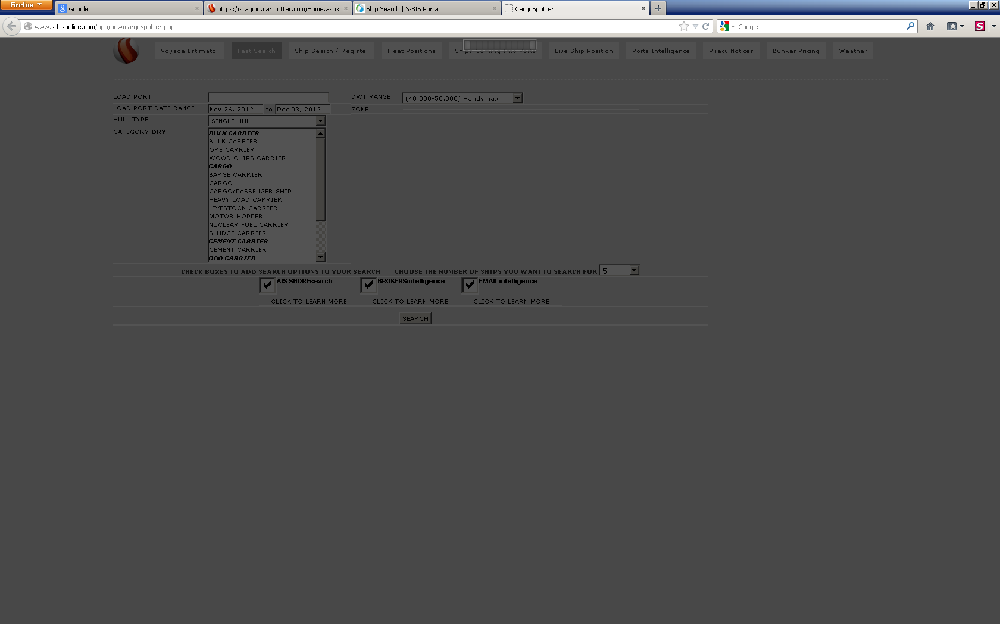 Firefox
Google
https://staging.car...otter.com/Home.aspx
Ship Search | S-BIS Portal
CargoSpotter
www.s-bisonline.com/app/new/cargospotter.php
Google
Voyage Estimator
Fast Search
Ship Search / Register
Fleet Positions
Ships Coming Into Ports
Live Ship Position
Ports Intelligence
Piracy Notices
Bunker Pricing
Weather
LOAD PORT
DWT RANGE
(40,000-50,000) Handymax
LOAD PORT DATE RANGE
Nov 26, 2012 to Dec 03, 2012
ZONE
HULL TYPE
SINGLE HULL
CATEGORY DRY
BULK CARRIER
BULK CARRIER
ORE CARRIER
WOOD CHIPS CARRIER
CARGO
BARGE CARRIER
CARGO
CARGO/PASSENGER SHIP
HEAVY LOAD CARRIER
LIVESTOCK CARRIER
MOTOR HOPPER
NUCLEAR FUEL CARRIER
SLUDGE CARRIER
CEMENT CARRIER
CEMENT CARRIER
OBO CARRIER
CHECK BOXES TO ADD SEARCH OPTIONS TO YOUR SEARCH
CHOOSE THE NUMBER OF SHIPS YOU WANT TO SEARCH FOR 5
AIS SHOREsearch
BROKERSintelligence
EMAILintelligence
CLICK TO LEARN MORE
CLICK TO LEARN MORE
CLICK TO LEARN MORE
SEARCH